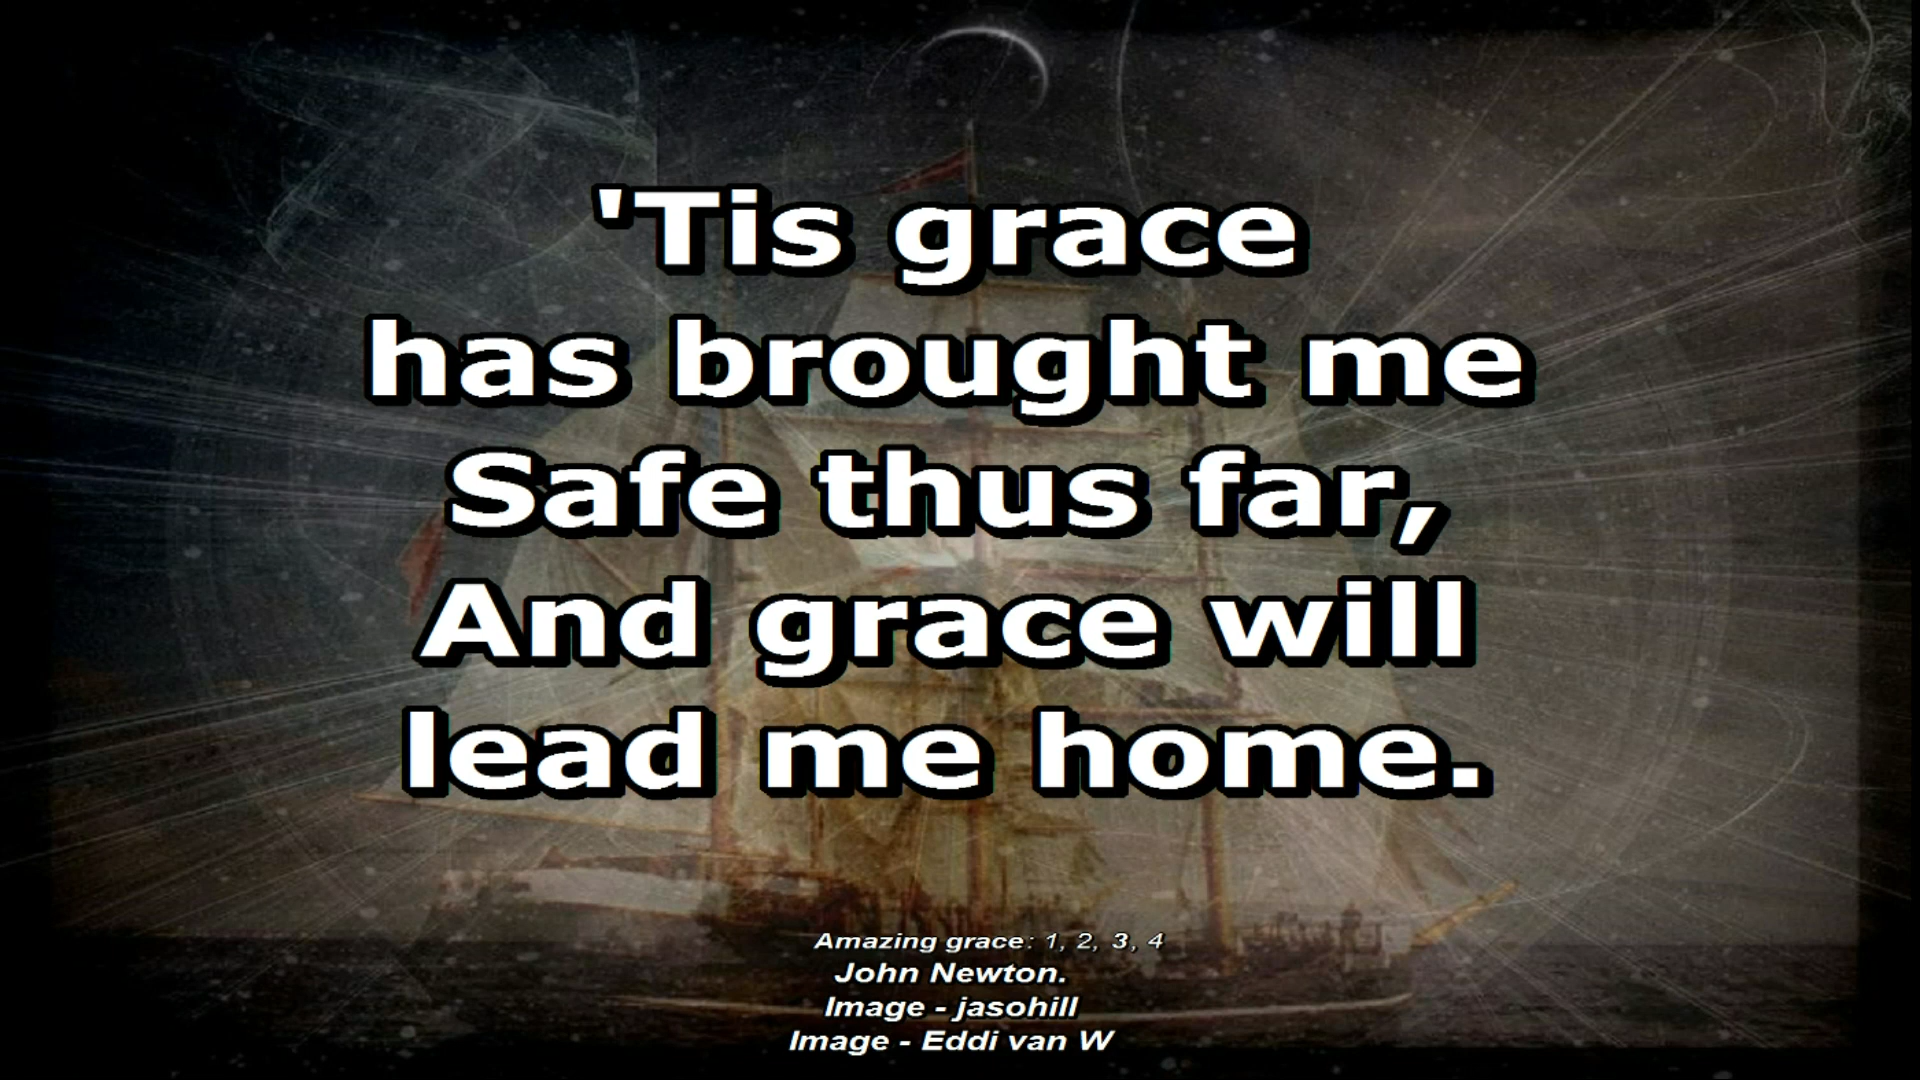 'Tis grace
has brought me
Safe thus far,
And grace will
lead me home.
Amazing grace: 1, 2, 3, 4
John Newton.
Image - jasohill
Image - Eddi van W